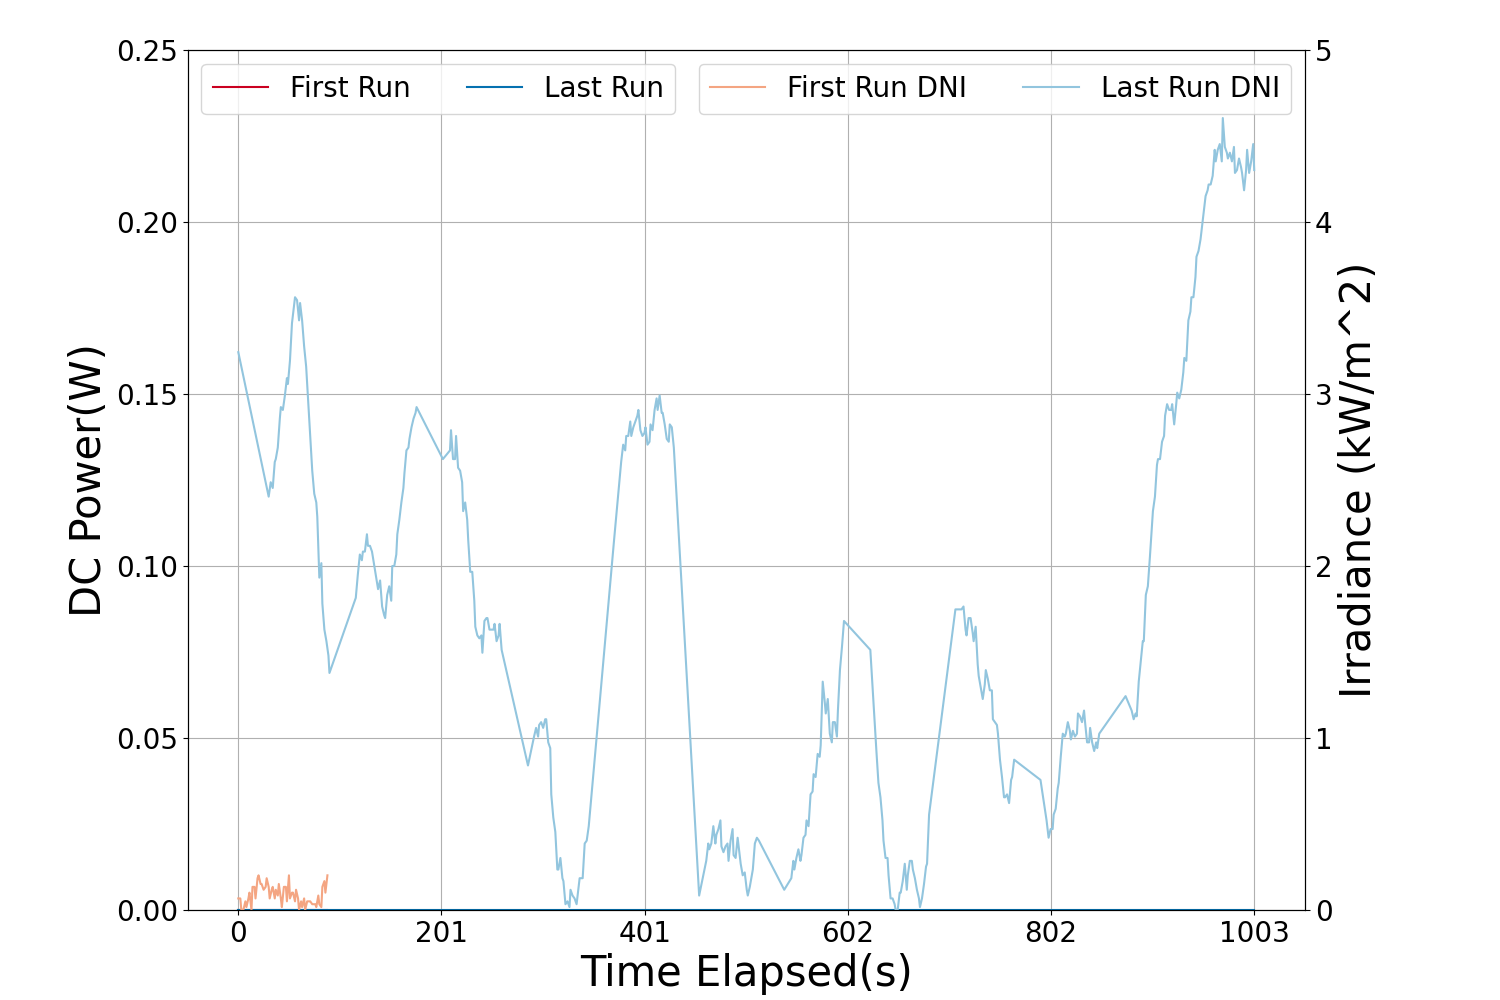 0.25
0.20
0.15
0.10
0.05
0.00
DC Power(W)
First Run
Last Run
First Run DNI
Last Run DNI
5
4
3
2
1
0
Irradiance (kW/m^2)
0
201
401
602
802
1003
Time Elapsed(s)